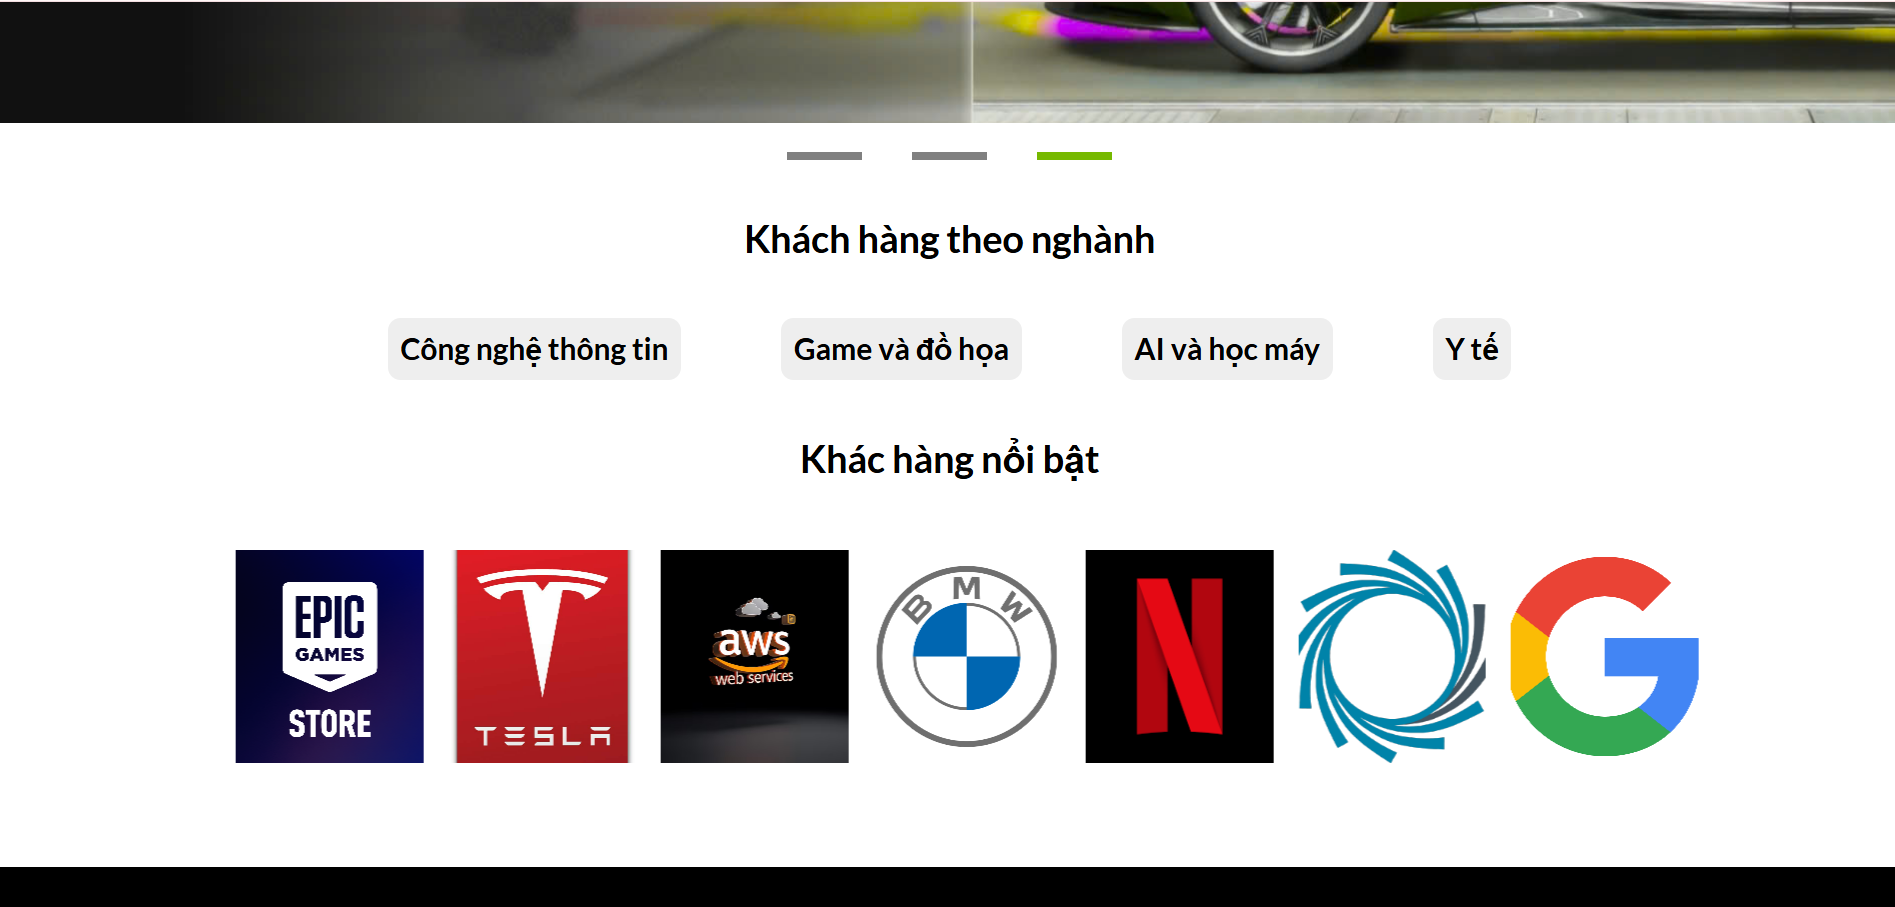 Khách hàng theo nghành
Công nghệ thông tin
Game và đồ họa
AI và học máy
Y tế
Khác hàng nổi bật
EPIC
GAMES
STORE
TESLA
aws
web services
BMW
N
G